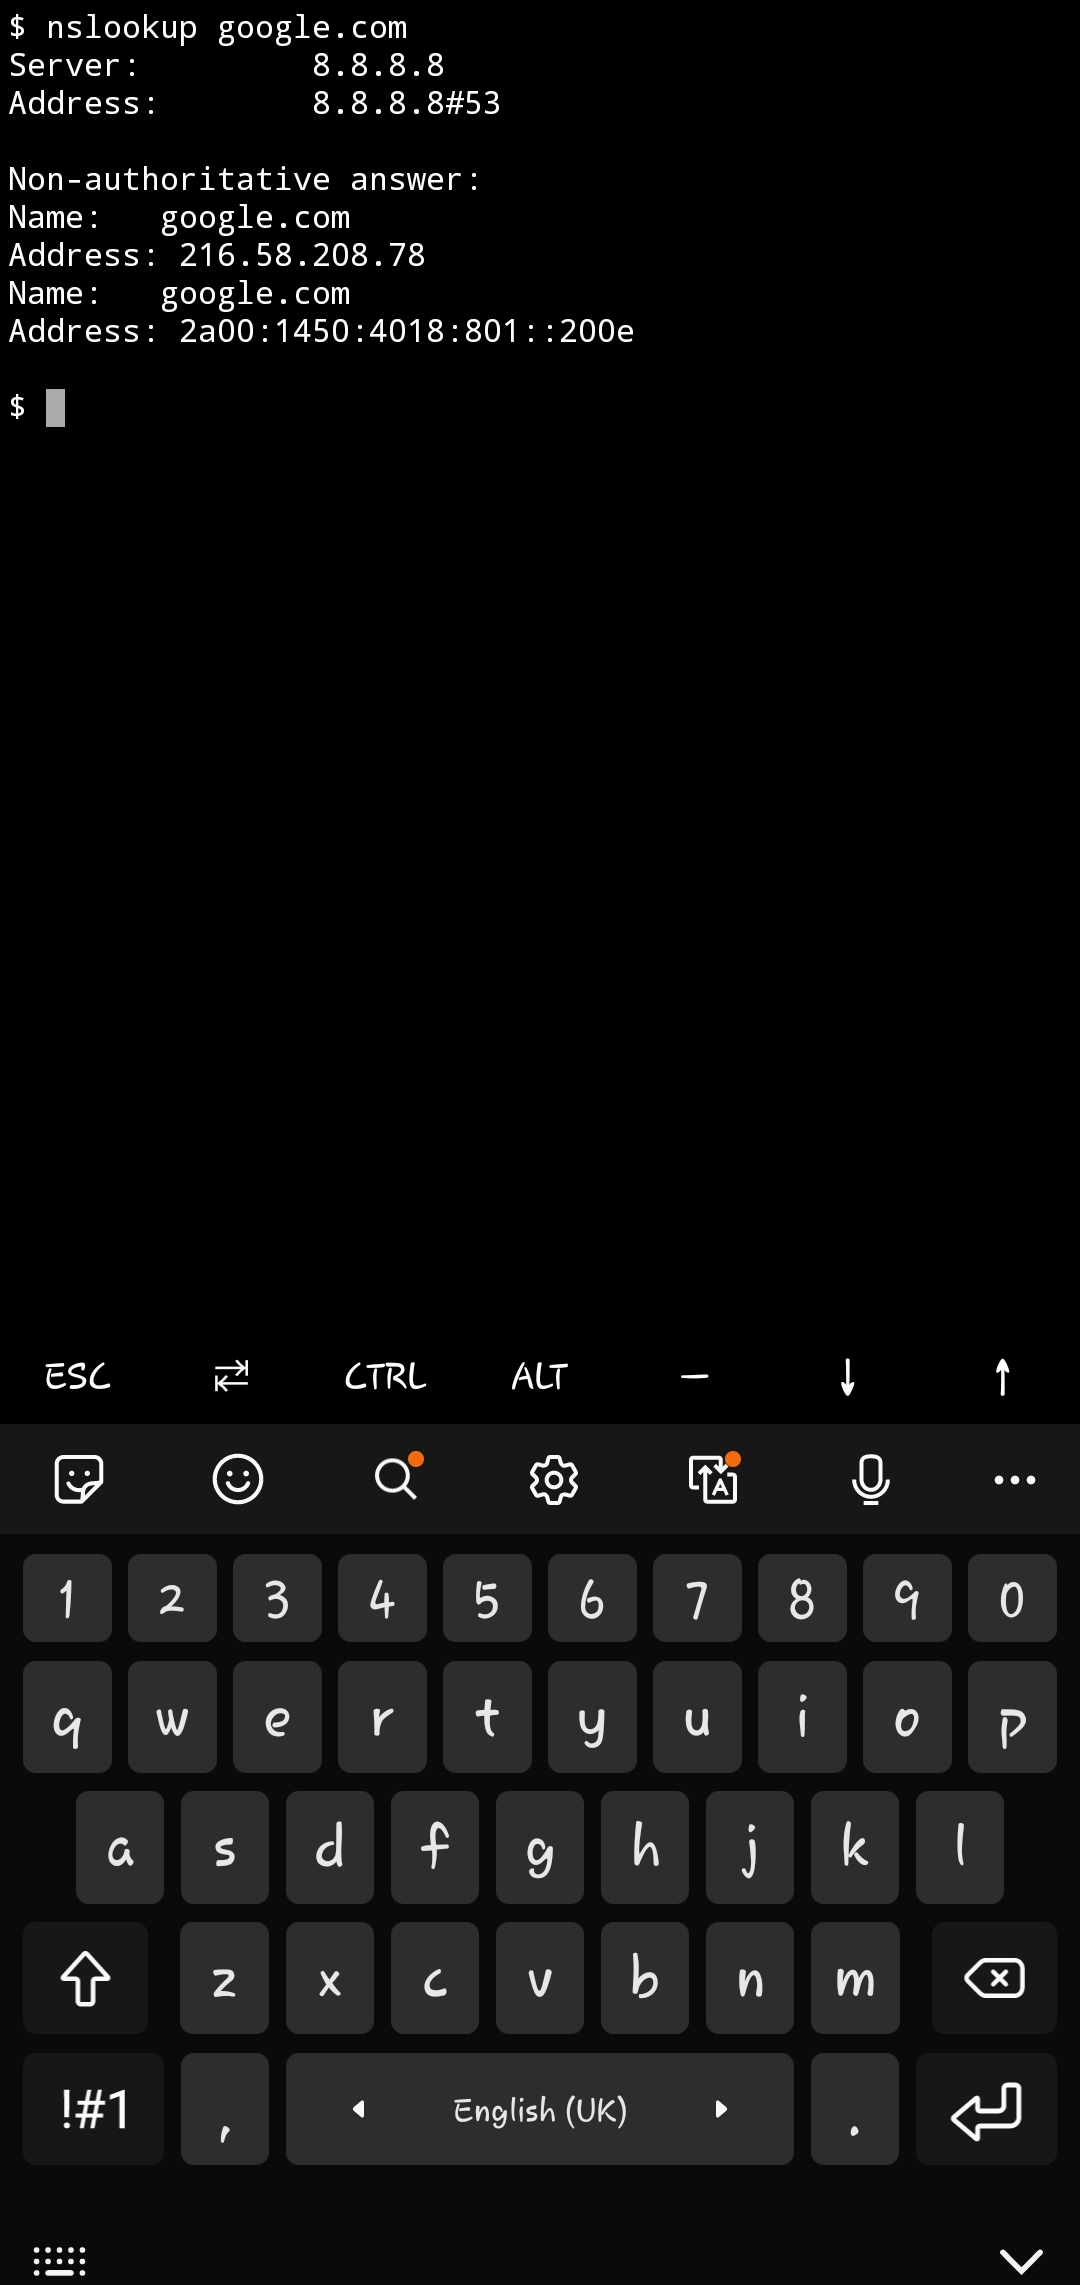 $ nslookup google.com
Server:         8.8.8.8
Address:        8.8.8.8#53

Non-authoritative answer:
Name:   google.com
Address: 216.58.208.78
Name:   google.com
Address: 2a00:1450:4018:801::200e

$
ESC CTRL ALT —
1 2 3 4 5 6 7 8 9 0
q w e r t y u i o p
a s d f g h j k l
z x c v b n m
!#1 , English (UK) .